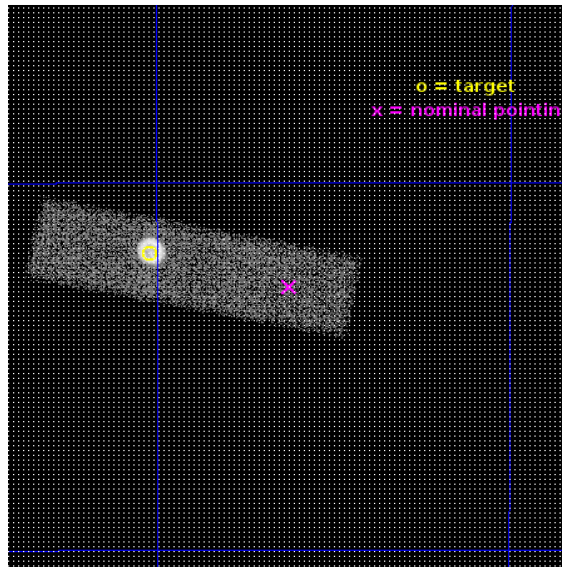 o = target
x = nominal pointin